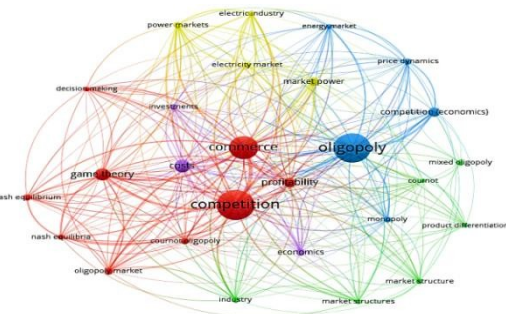 electric industry
power markets
energy market
electricity market
price dynamics
market power
decision making
investments
competition (economics)
commerce
oligopoly
mixed oligopoly
costs
game theory
profitability
cournot
nash equilibrium
competition
monopoly
product differentiation
nash equilibria
cournot oligopoly
economics
oligopoly market
market structure
industry
market structures